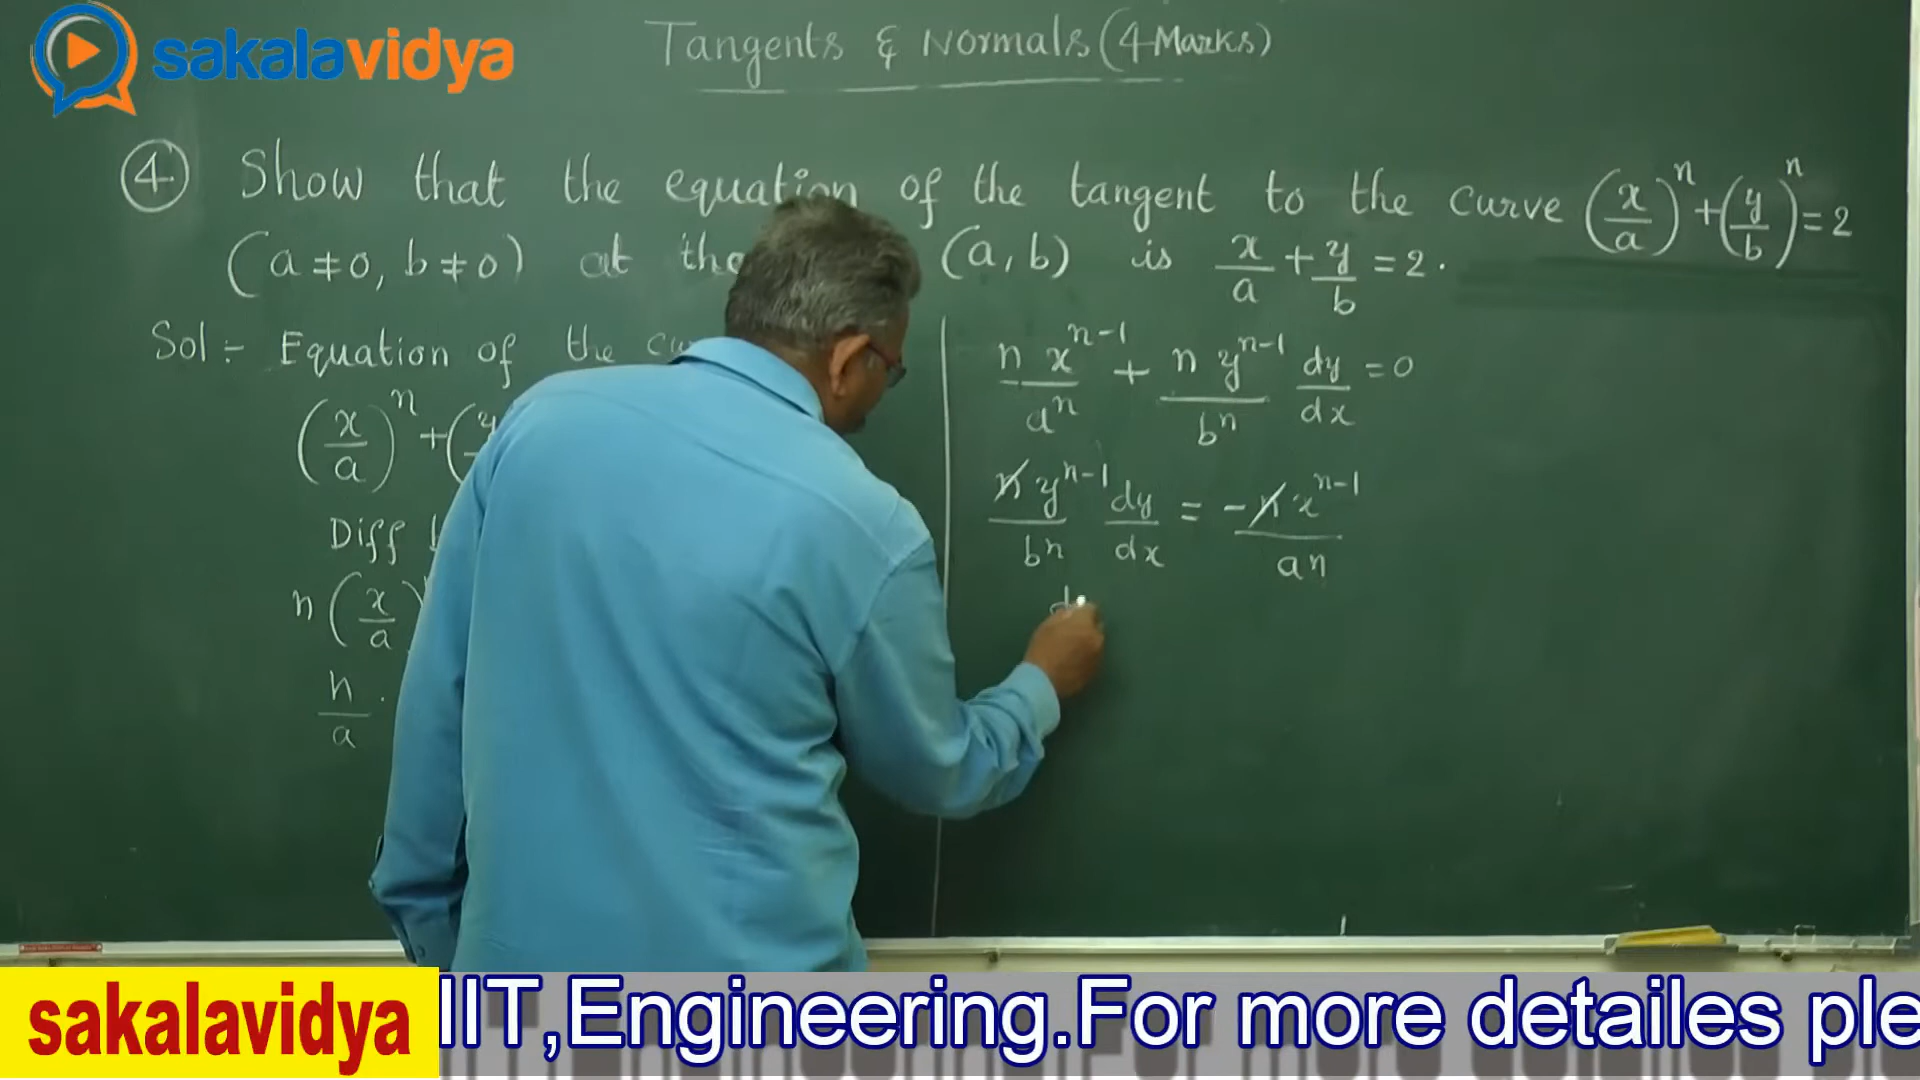 sakalavidya
Tangents & Normals (4 Marks)
(4) Show that the equation of the tangent to the curve (x/a)^n + (y/b)^n = 2
(a ≠ 0, b ≠ 0) at the (a, b) is x/a + y/b = 2.
Sol :- Equation of the
(x/a)^n + (
Diff
n (x/a)
n/a .
n x^{n-1}/a^n + n y^{n-1}/b^n dy/dx = 0
n y^{n-1}/b^n dy/dx = - n x^{n-1}/a^n
sakalavidya
IIT,Engineering.For more detailes ple